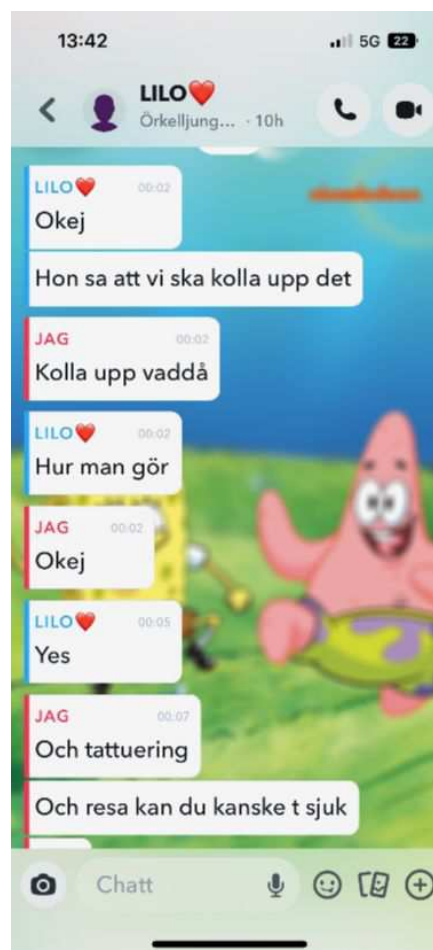 13:42
5G 22
LILO❤️
Örkelljung... · 10h
LILO❤️ 00:02
Okej
Hon sa att vi ska kolla upp det
JAG 00:02
Kolla upp vaddå
LILO❤️ 00:02
Hur man gör
JAG 00:02
Okej
LILO❤️ 00:05
Yes
JAG 00:07
Och tattuering
Och resa kan du kanske t sjuk
Chatt